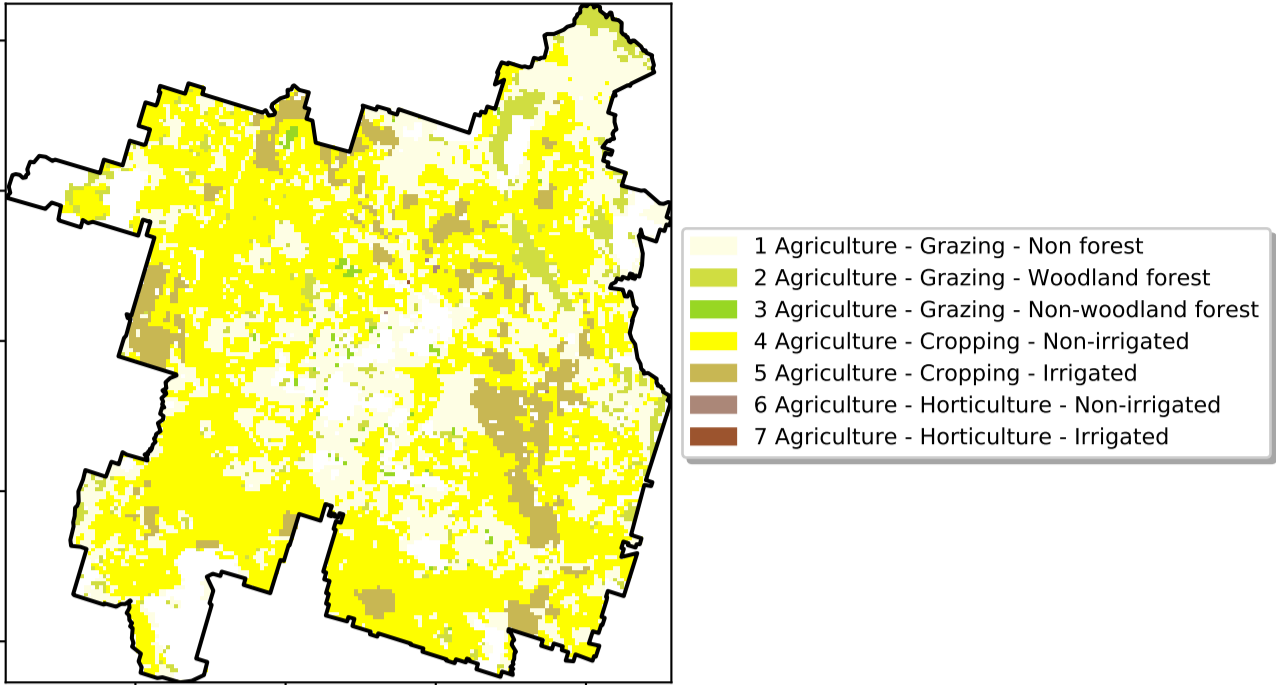 1 Agriculture - Grazing - Non forest
2 Agriculture - Grazing - Woodland forest
3 Agriculture - Grazing - Non-woodland forest
4 Agriculture - Cropping - Non-irrigated
5 Agriculture - Cropping - Irrigated
6 Agriculture - Horticulture - Non-irrigated
7 Agriculture - Horticulture - Irrigated